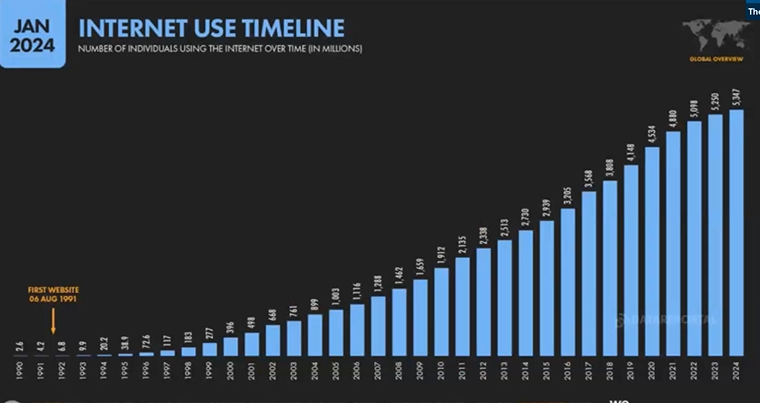 The
JAN
2024
INTERNET USE TIMELINE
NUMBER OF INDIVIDUALS USING THE INTERNET OVER TIME (IN MILLIONS)
GLOBAL OVERVIEW
FIRST WEBSITE
06 AUG 1991
2.6 4.2 6.8 9.9 20.2 38.9 72.6 117 183 277 396 498 668 761 899 1,003 1,116 1,288 1,462 1,659 1,912 2,135 2,338 2,513 2,730 2,939 3,205 3,568 3,808 4,148 4,534 4,880 5,098 5,250 5,347
DATAREPORTAL
1990 1991 1992 1993 1994 1995 1996 1997 1998 1999 2000 2001 2002 2003 2004 2005 2006 2007 2008 2009 2010 2011 2012 2013 2014 2015 2016 2017 2018 2019 2020 2021 2022 2023 2024